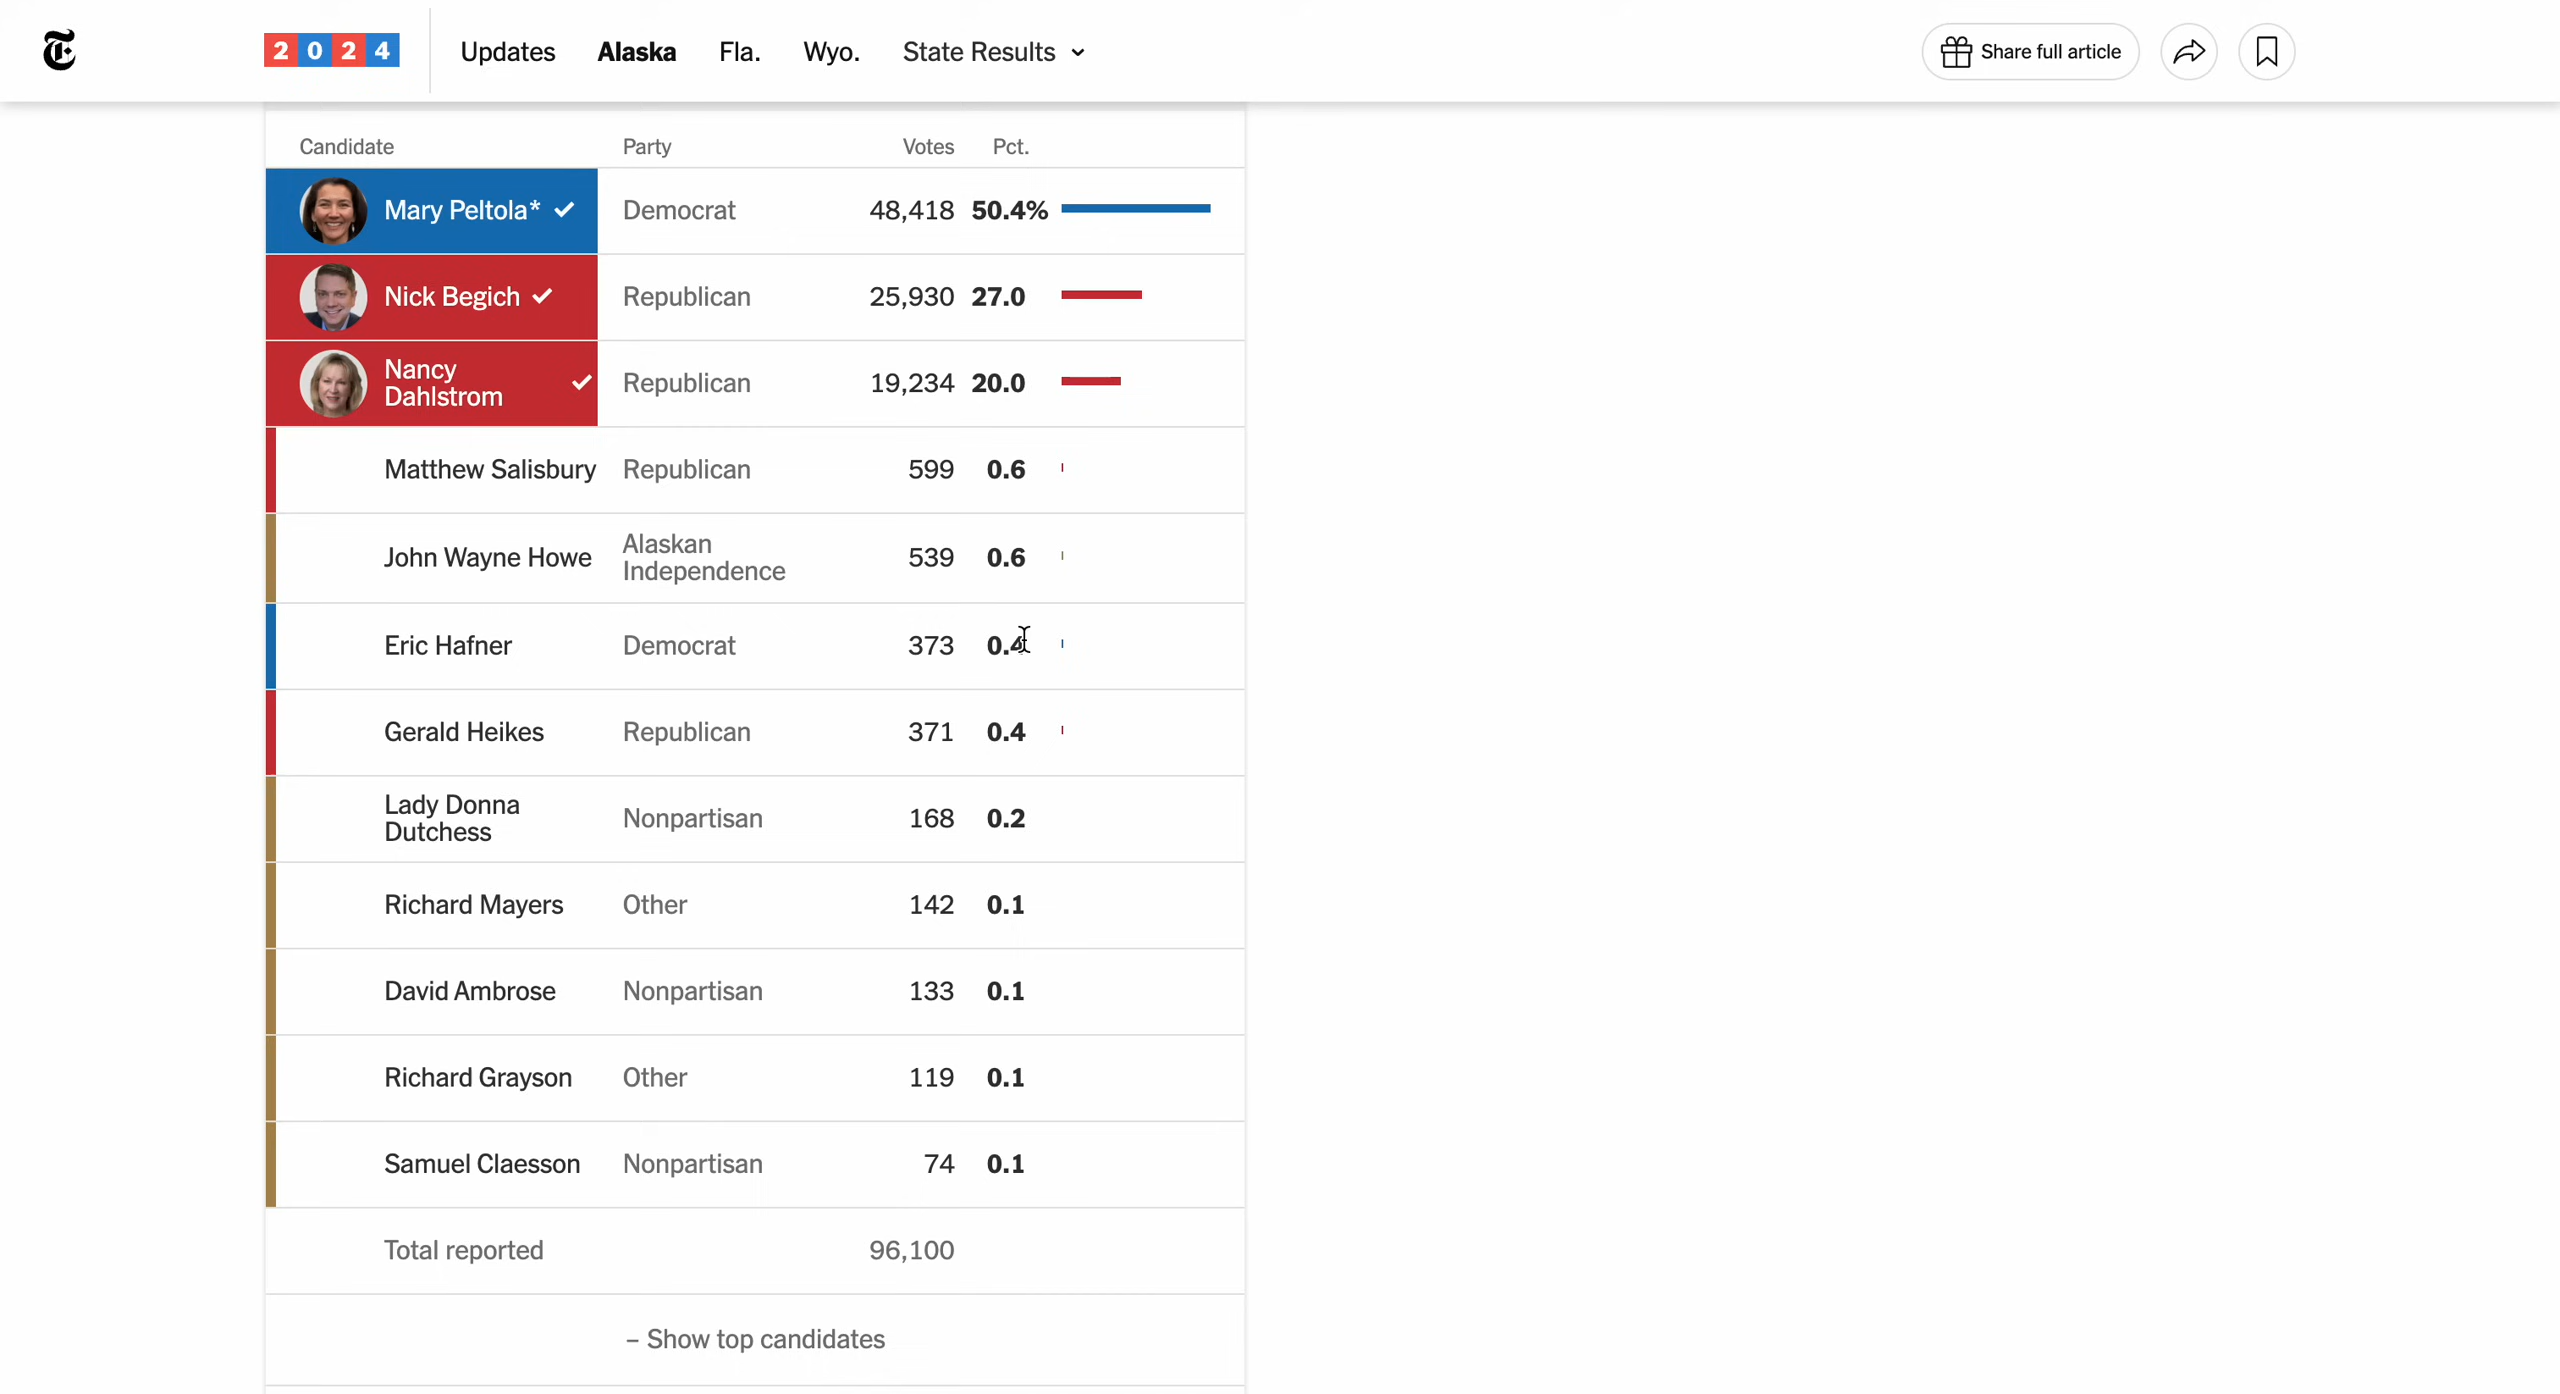 2024 Updates Alaska Fla. Wyo. State Results Share full article
Candidate Party Votes Pct.
Mary Peltola* Democrat 48,418 50.4%
Nick Begich Republican 25,930 27.0
Nancy
Dahlstrom Republican 19,234 20.0
Matthew Salisbury Republican 599 0.6
John Wayne Howe Alaskan
Independence 539 0.6
Eric Hafner Democrat 373 0.4
Gerald Heikes Republican 371 0.4
Lady Donna
Dutchess Nonpartisan 168 0.2
Richard Mayers Other 142 0.1
David Ambrose Nonpartisan 133 0.1
Richard Grayson Other 119 0.1
Samuel Claesson Nonpartisan 74 0.1
Total reported 96,100
– Show top candidates